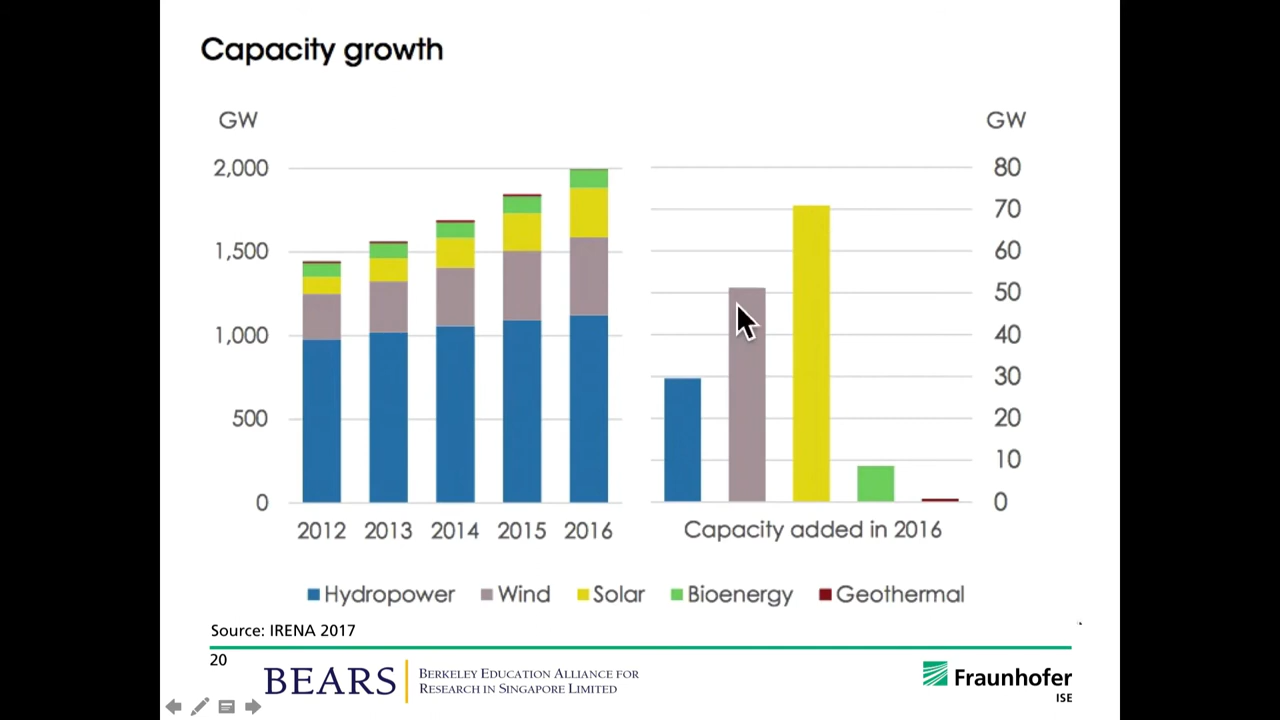 Capacity growth
GW
GW
2,000
1,500
1,000
500
0
80
70
60
50
40
30
20
10
0
2012 2013 2014 2015 2016
Capacity added in 2016
Hydropower Wind Solar Bioenergy Geothermal
Source: IRENA 2017
20
BEARS
BERKELEY EDUCATION ALLIANCE FOR
RESEARCH IN SINGAPORE LIMITED
Fraunhofer
ISE